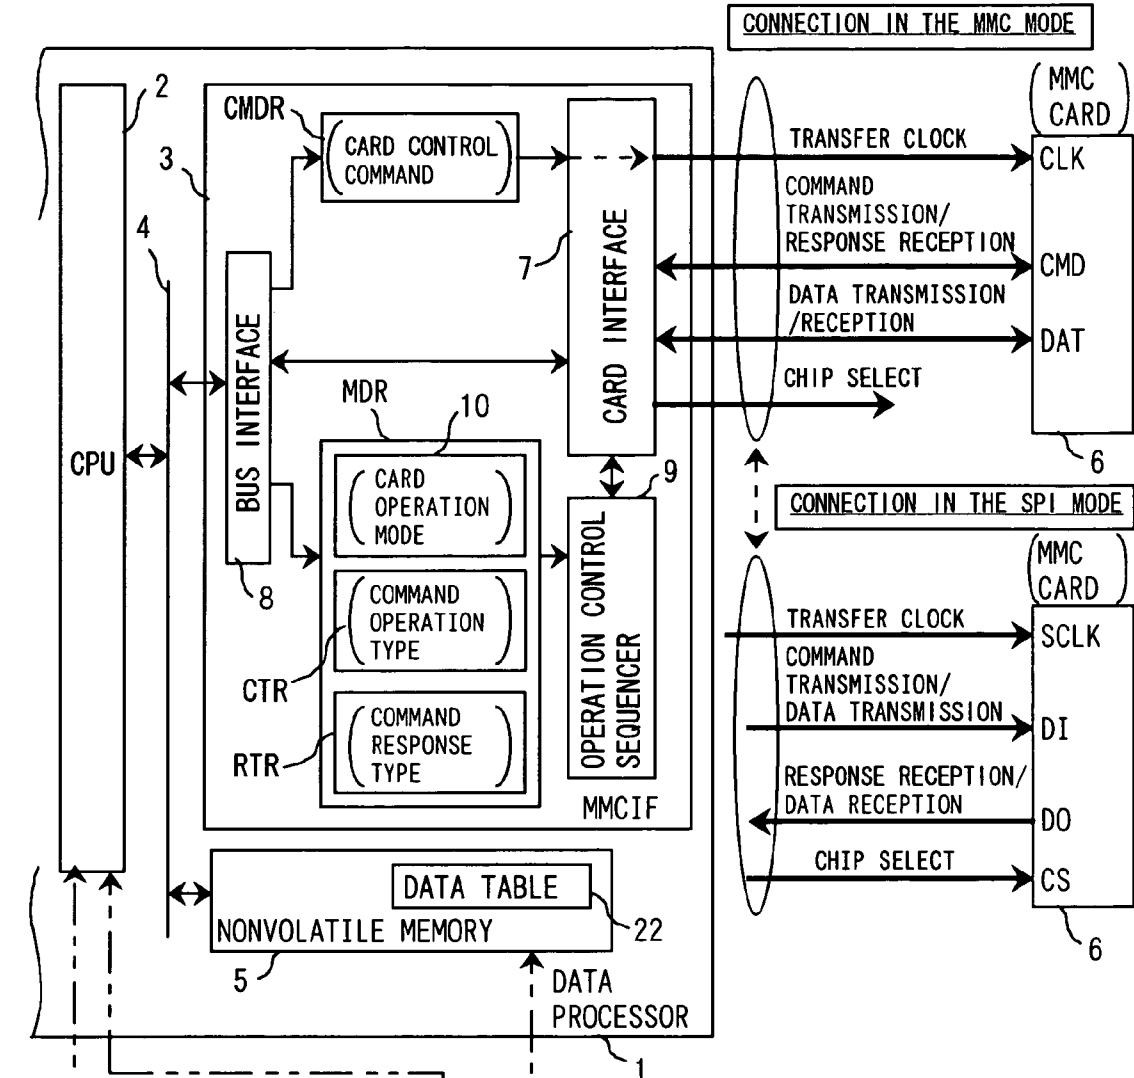 CONNECTION IN THE MMC MODE
2
CMDR
CARD CONTROL
COMMAND
3
4
7
CARD INTERFACE
BUS INTERFACE
CPU
8
MDR
10
CARD
OPERATION
MODE
COMMAND
OPERATION
TYPE
CTR
COMMAND
RESPONSE
TYPE
RTR
9
OPERATION CONTROL
SEQUENCER
MMCIF
DATA TABLE
22
NONVOLATILE MEMORY
5
DATA
PROCESSOR
1
MMC
CARD
TRANSFER CLOCK
CLK
COMMAND
TRANSMISSION/
RESPONSE RECEPTION
CMD
DATA TRANSMISSION
/RECEPTION
DAT
CHIP SELECT
6
CONNECTION IN THE SPI MODE
MMC
CARD
TRANSFER CLOCK
SCLK
COMMAND
TRANSMISSION/
DATA TRANSMISSION
DI
RESPONSE RECEPTION/
DATA RECEPTION
DO
CHIP SELECT
CS
6